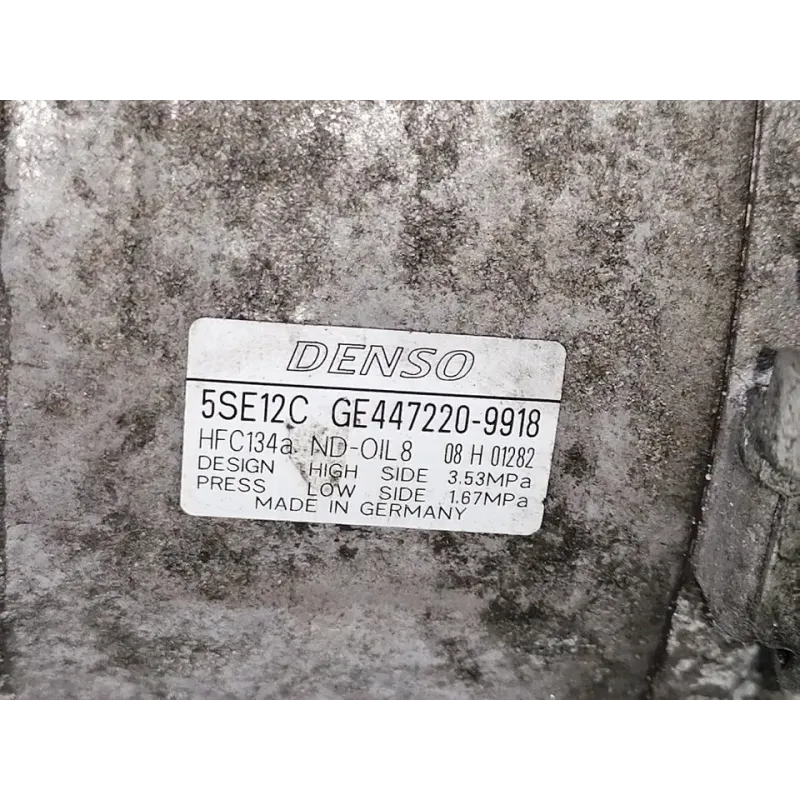 DENSO
5SE12C GE447220-9918
HFC134a ND-OIL8 08 H 01282
DESIGN HIGH SIDE 3.53MPa
PRESS LOW SIDE 1.67MPa
MADE IN GERMANY